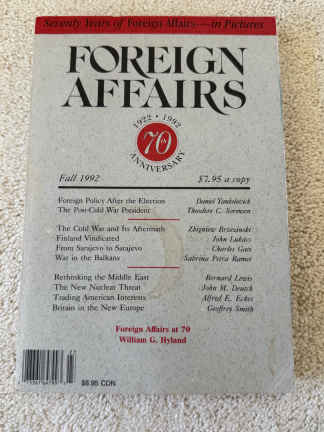 Seventy Years of Foreign Affairs—in Pictures
FOREIGN
AFFAIRS
1922 • 1992
70
ANNIVERSARY
Fall 1992 $7.95 a copy
Foreign Policy After the Election Daniel Yankelovich
The Post-Cold War President Theodore C. Sorensen
The Cold War and Its Aftermath Zbigniew Brzezinski
Finland Vindicated John Lukacs
From Sarajevo to Sarajevo Charles Gati
War in the Balkans Sabrina Petra Ramet
Rethinking the Middle East Bernard Lewis
The New Nuclear Threat John M. Deutch
Trading American Interests Alfred E. Eckes
Britain in the New Europe Geoffrey Smith
Foreign Affairs at 70
William G. Hyland
$8.95 CDN